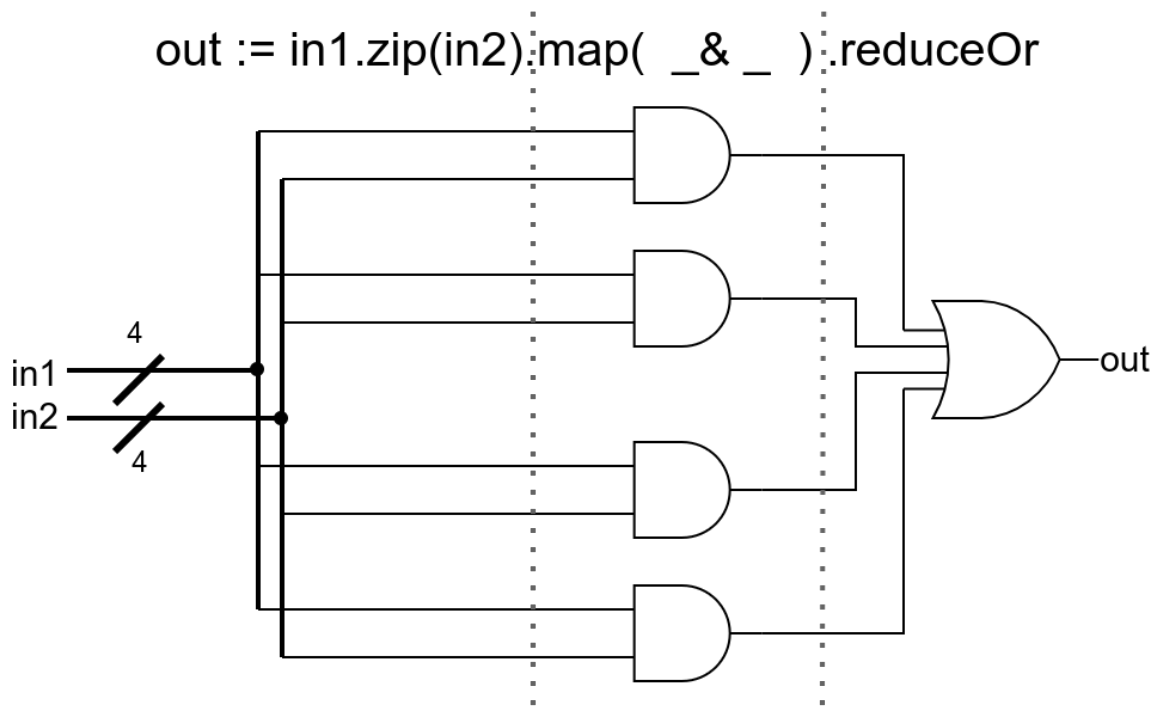 out := in1.zip(in2).map( _& _ ) .reduceOr
4
in1
in2
4
out